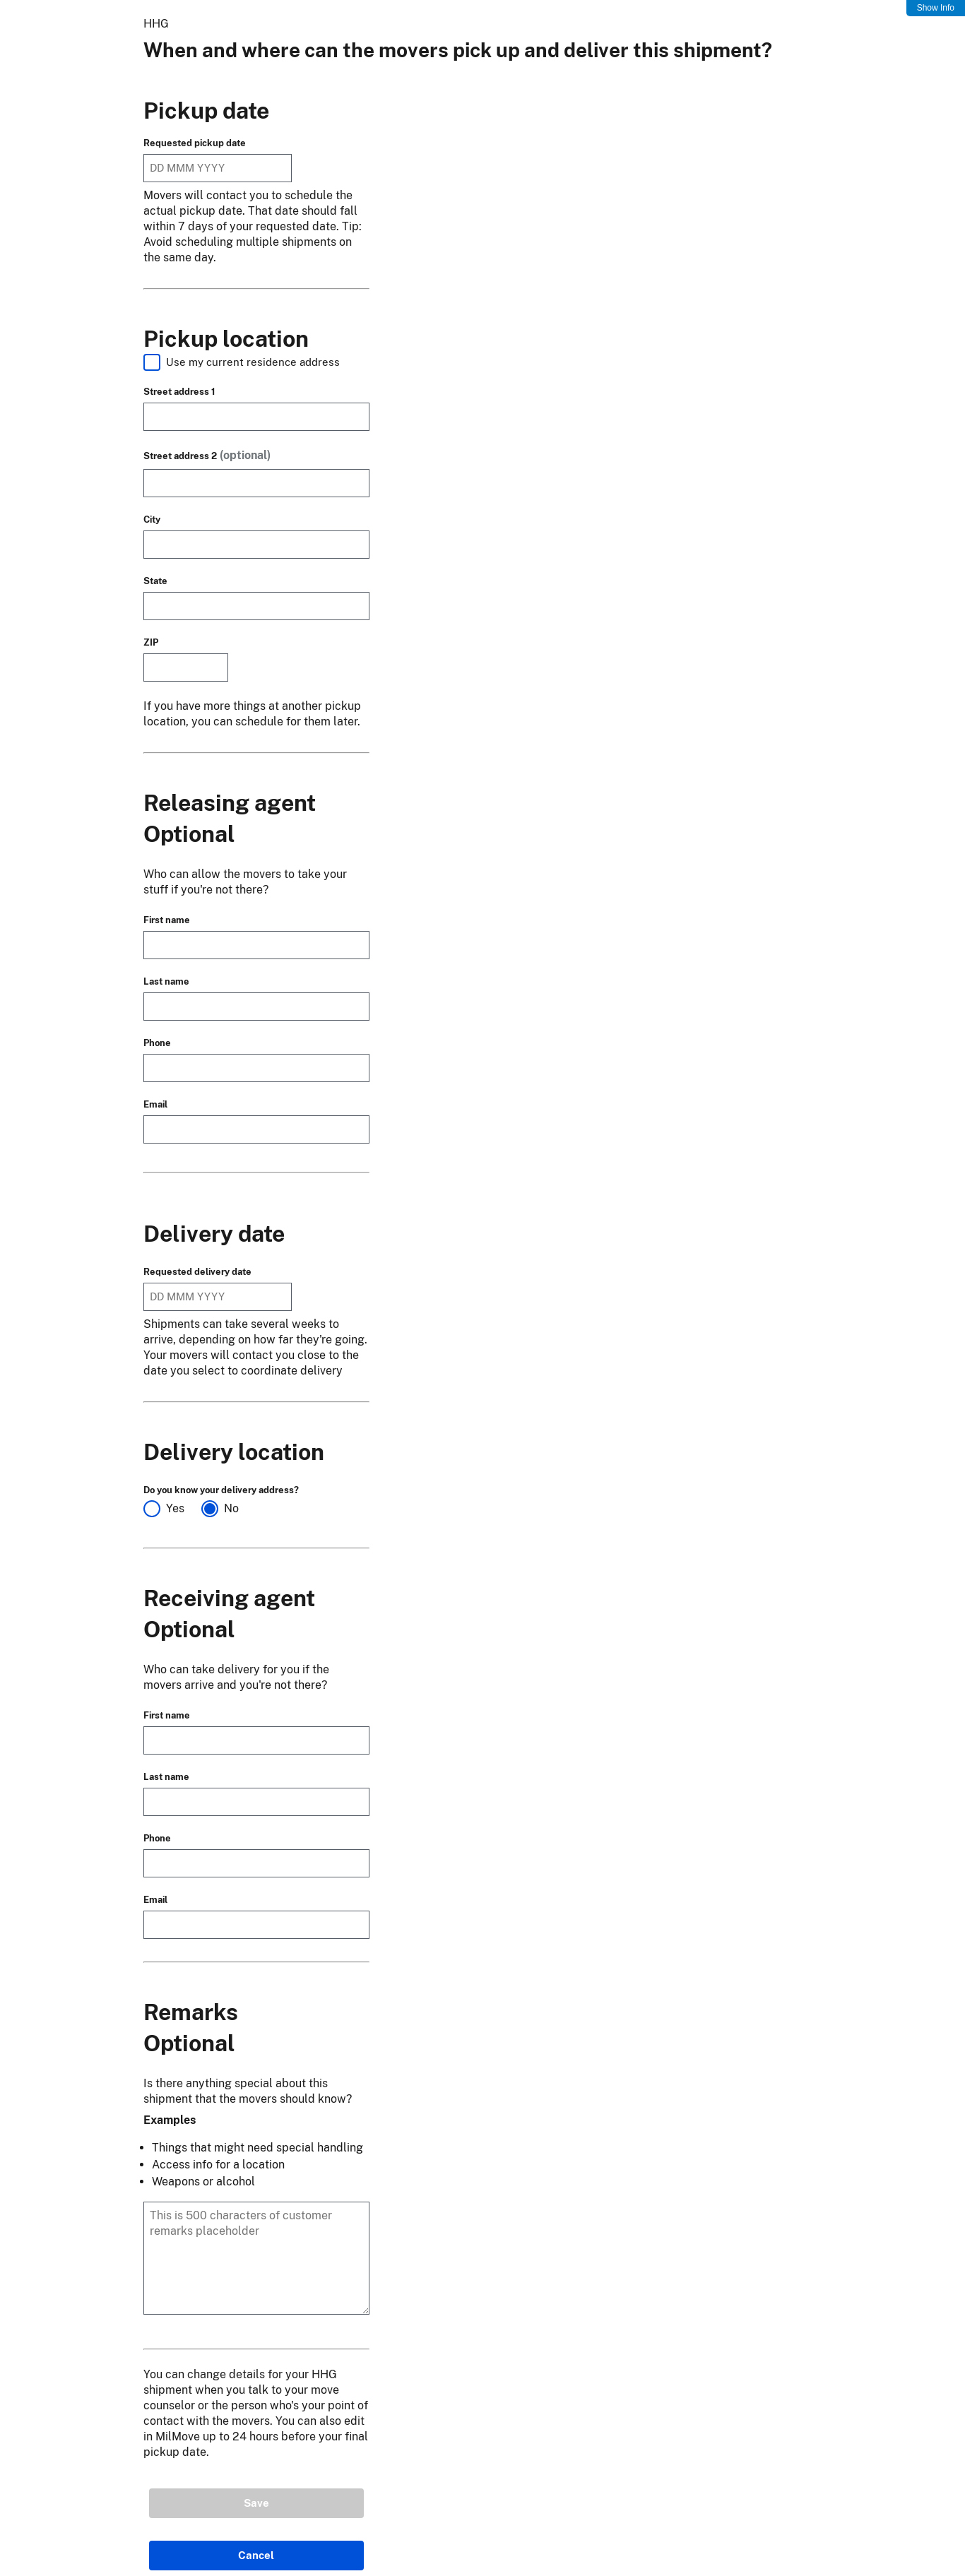 Show Info
HHG
When and where can the movers pick up and deliver this shipment?
Pickup date
Requested pickup date
DD MMM YYYY
Movers will contact you to schedule the
actual pickup date. That date should fall
within 7 days of your requested date. Tip:
Avoid scheduling multiple shipments on
the same day.
Pickup location
Use my current residence address
Street address 1
Street address 2 (optional)
City
State
ZIP
If you have more things at another pickup
location, you can schedule for them later.
Releasing agent
Optional
Who can allow the movers to take your
stuff if you're not there?
First name
Last name
Phone
Email
Delivery date
Requested delivery date
DD MMM YYYY
Shipments can take several weeks to
arrive, depending on how far they're going.
Your movers will contact you close to the
date you select to coordinate delivery
Delivery location
Do you know your delivery address?
Yes No
Receiving agent
Optional
Who can take delivery for you if the
movers arrive and you're not there?
First name
Last name
Phone
Email
Remarks
Optional
Is there anything special about this
shipment that the movers should know?
Examples
• Things that might need special handling
• Access info for a location
• Weapons or alcohol
This is 500 characters of customer
remarks placeholder
You can change details for your HHG
shipment when you talk to your move
counselor or the person who's your point of
contact with the movers. You can also edit
in MilMove up to 24 hours before your final
pickup date.
Save
Cancel